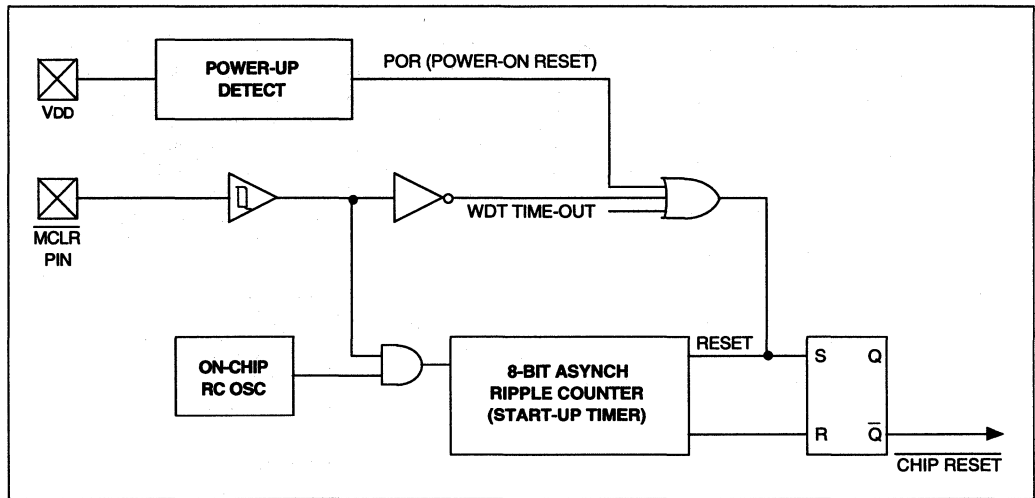 POWER-UP
DETECT
POR (POWER-ON RESET)
VDD
MCLR
PIN
WDT TIME-OUT
ON-CHIP
RC OSC
8-BIT ASYNCH
RIPPLE COUNTER
(START-UP TIMER)
RESET
S Q
R Q̅
CHIP RESET